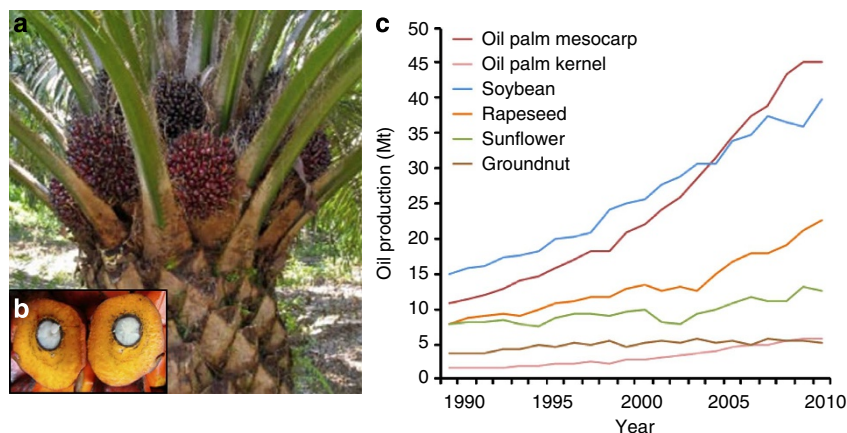 a
b
c
Oil production (Mt)
50
45
40
35
30
25
20
15
10
5
0
Oil palm mesocarp
Oil palm kernel
Soybean
Rapeseed
Sunflower
Groundnut
1990 1995 2000 2005 2010
Year